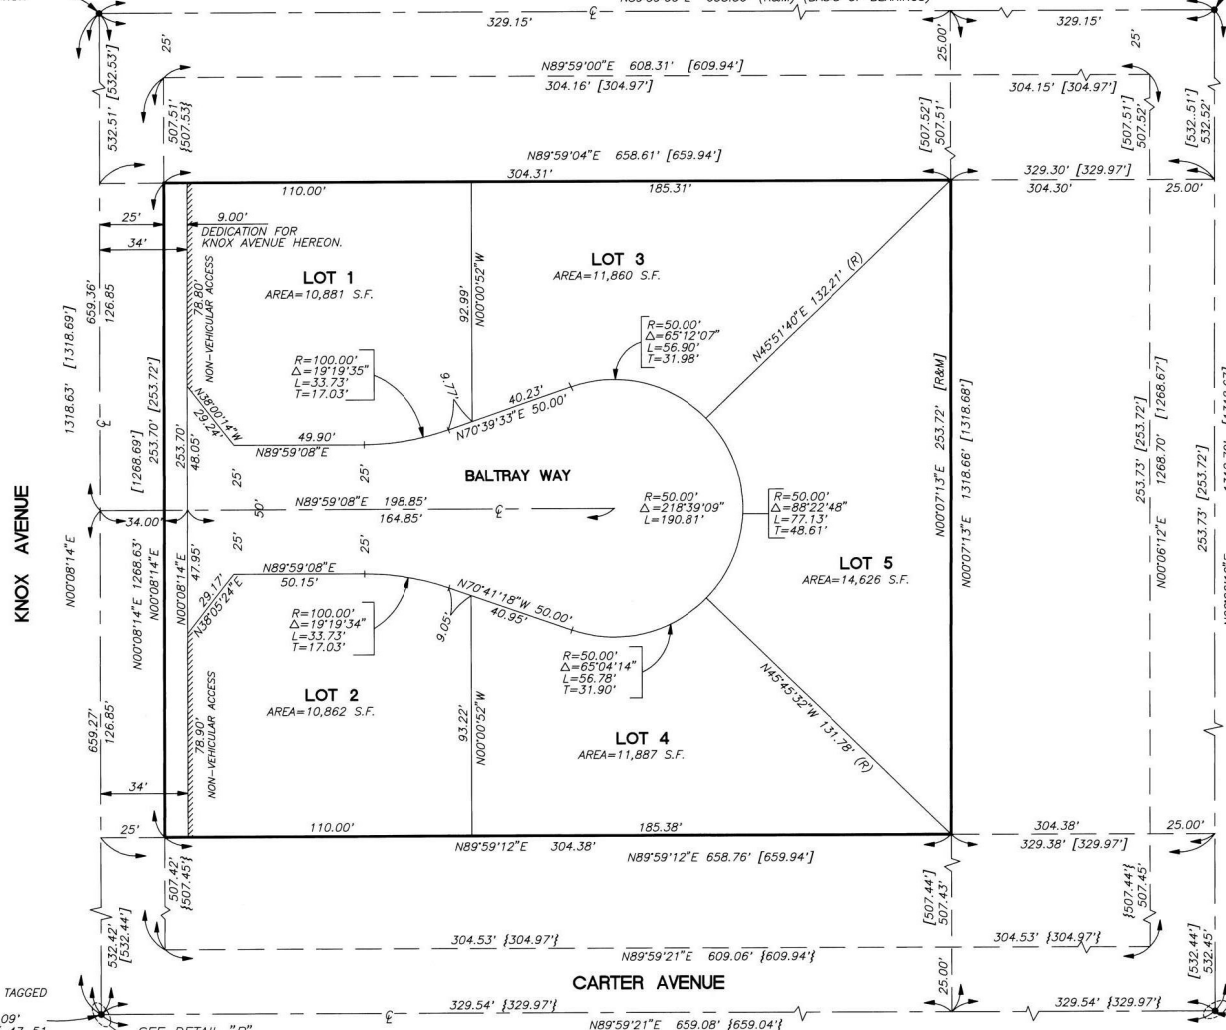 329.15'
329.15'
25'
25.00'
25'
N89°59'00"E 608.31' [609.94']
304.16' [304.97']
304.15' [304.97']
532.51' [532.53']
507.51'
{507.53}
[507.52']
507.51'
[507.51']
507.52'
[532..51']
532.52'
N89°59'04"E 658.61' [659.94']
304.31'
110.00'
185.31'
329.30' [329.97']
304.30'
25.00'
25'
9.00'
DEDICATION FOR
KNOX AVENUE HEREON.
34'
LOT 1
AREA=10,881 S.F.
LOT 3
AREA=11,860 S.F.
659.36'
126.85
1318.63' [1318.69']
78.80'
NON-VEHICULAR ACCESS
92.99'
N00°00'52"W
N45°51'40"E 132.21' (R)
R=50.00'
△=65°12'07"
L=56.90'
T=31.98'
R=100.00'
△=19°19'35"
L=33.73'
T=17.03'
9.77'
40.23'
N70°39'33"E 50.00'
N38°00'14"W
29.24'
49.90'
N89°59'08"E
[1268.69']
253.70' [253.72']
253.70'
48.05'
25'
50'
25'
25'
25'
BALTRAY WAY
N89°59'08"E 198.85'
164.85'
R=50.00'
△=218°39'09"
L=190.81'
R=50.00'
△=88°22'48"
L=77.13'
T=48.61'
LOT 5
AREA=14,626 S.F.
N00°07'13"E 253.72' [R&M]
N00°07'13"E 1318.66' [1318.68']
253.73' [253.72']
N00°06'12"E 1268.70' [1268.67']
253.73' [253.72']
KNOX AVENUE
N00°08'14"E
34.00'
N00°08'14"E 1268.63'
N00°08'14"E
N00°08'14"E
47.95'
29.17'
N38°05'24"E
N89°59'08"E
50.15'
R=100.00'
△=19°19'34"
L=33.73'
T=17.03'
9.05'
N70°41'18"W 50.00'
40.95'
R=50.00'
△=65°04'14"
L=56.78'
T=31.90'
N45°45'32"W 131.78' (R)
LOT 2
AREA=10,862 S.F.
LOT 4
AREA=11,887 S.F.
93.22'
N00°00'52"W
78.90'
NON-VEHICULAR ACCESS
659.27'
126.85'
34'
25'
110.00'
185.38'
304.38'
25.00'
329.38' [329.97']
N89°59'12"E 304.38'
N89°59'12"E 658.76' [659.94']
507.42'
{507.45'}
[507.44']
507.43'
{507.44'}
507.45'
532.42'
[532.44']
[532.44']
532.45'
304.53' {304.97'}
304.53' {304.97'}
N89°59'21"E 609.06' {609.94'}
CARTER AVENUE
25.00'
TAGGED
09'
329.54' {329.97'}
329.54' {329.97'}
N89°59'21"E 659.08' {659.04'}